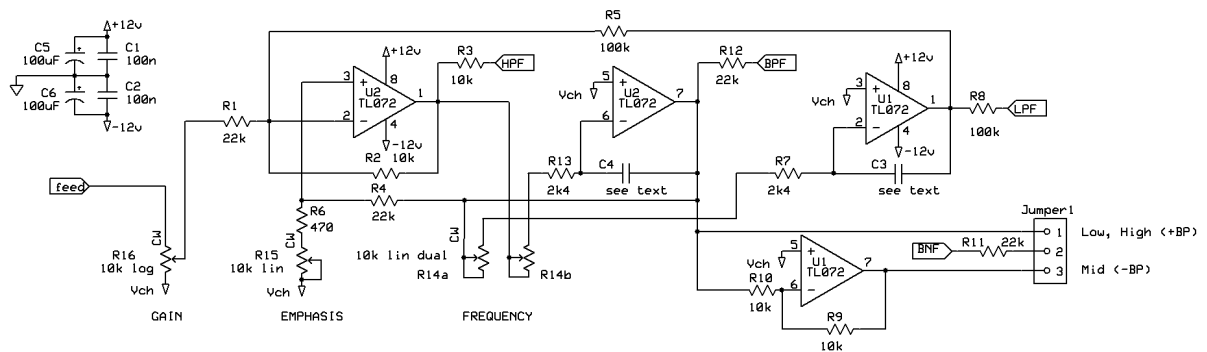 +12v
C5
100uF
C1
100n
C6
100uF
C2
100n
-12v
R5
100k
+12v
R3
10k
HPF
3
8
+
U2
TL072
1
2
-
4
-12v
R1
22k
R2 10k
R4
22k
feed
CW
R16
10k log
Vch
GAIN
R6
470
CW
R15
10k lin
Vch
EMPHASIS
CW
10k lin dual
R14a
R14b
FREQUENCY
Vch
5
+
U2
TL072
7
6
-
R12
22k
BPF
R13
2k4
C4
see text
+12v
Vch
3
8
+
U1
TL072
1
2
-
4
-12v
R8
100k
LPF
R7
2k4
C3
see text
Vch
5
+
U1
TL072
7
6
-
R10
10k
R9
10k
BNF
R11
22k
Jumper1
1
2
3
Low, High (+BP)
Mid (-BP)